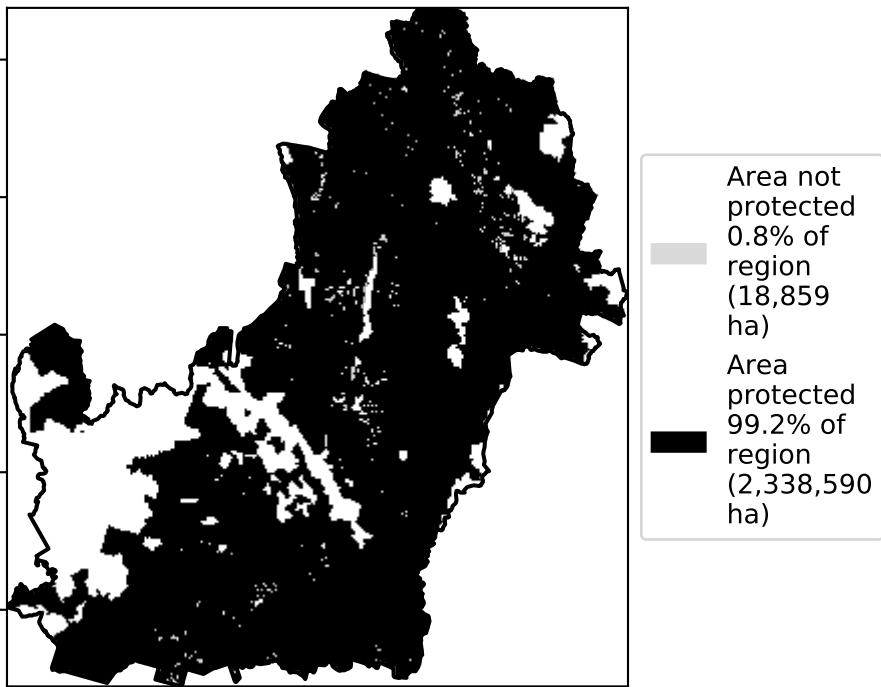 Area not
protected
0.8% of
region
(18,859
ha)
Area
protected
99.2% of
region
(2,338,590
ha)